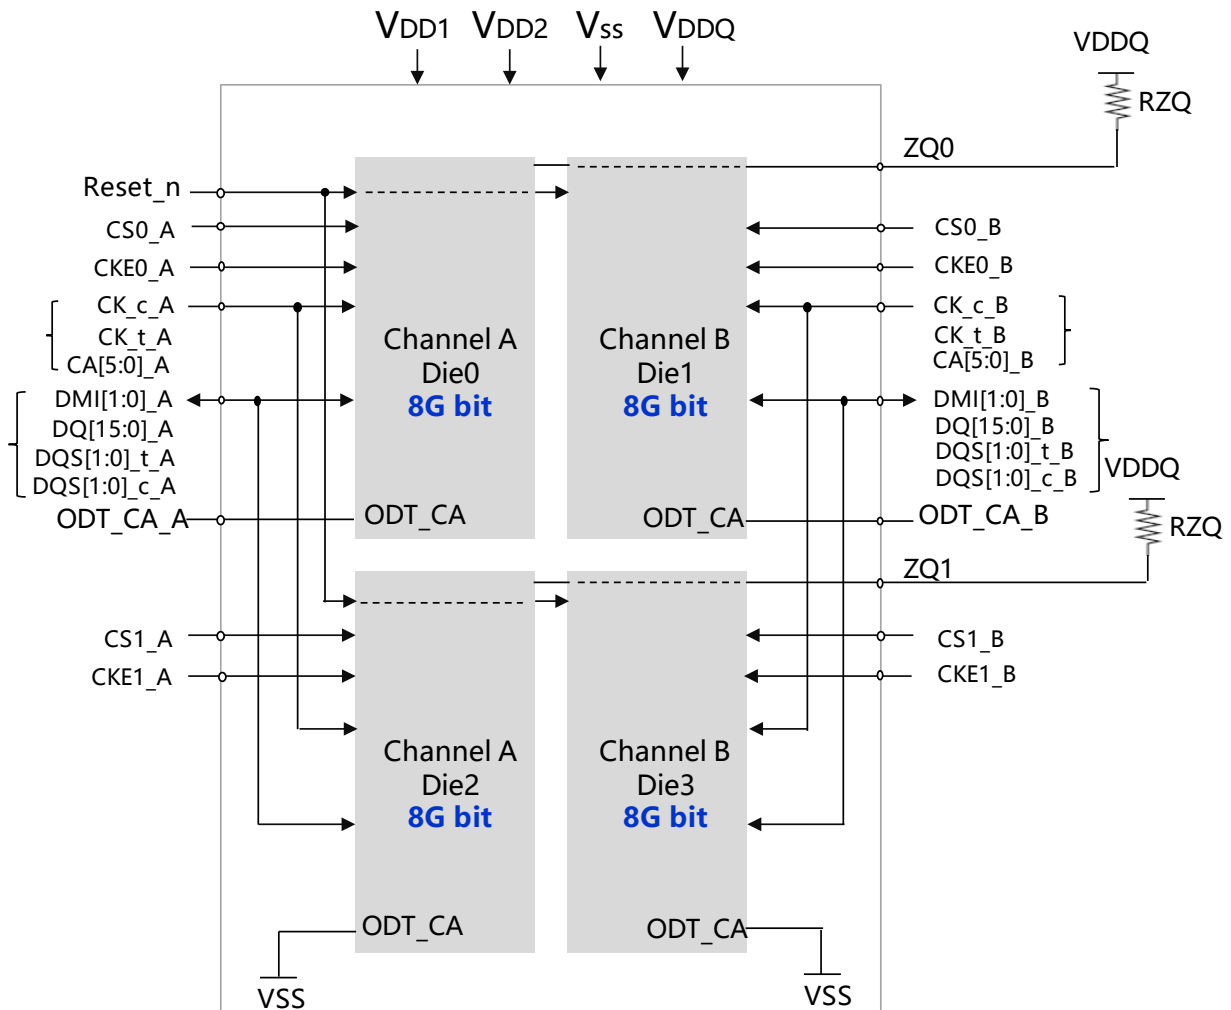 VDD1 VDD2 Vss VDDQ
VDDQ
RZQ
ZQ0
Reset_n
CS0_A
CKE0_A
CK_c_A
CK_t_A
CA[5:0]_A
DMI[1:0]_A
DQ[15:0]_A
DQS[1:0]_t_A
DQS[1:0]_c_A
ODT_CA_A
Channel A
Die0
8G bit
ODT_CA
Channel B
Die1
8G bit
ODT_CA
CS0_B
CKE0_B
CK_c_B
CK_t_B
CA[5:0]_B
DMI[1:0]_B
DQ[15:0]_B
DQS[1:0]_t_B
DQS[1:0]_c_B
ODT_CA_B
VDDQ
RZQ
ZQ1
CS1_A
CKE1_A
Channel A
Die2
8G bit
ODT_CA
VSS
Channel B
Die3
8G bit
ODT_CA
VSS
CS1_B
CKE1_B